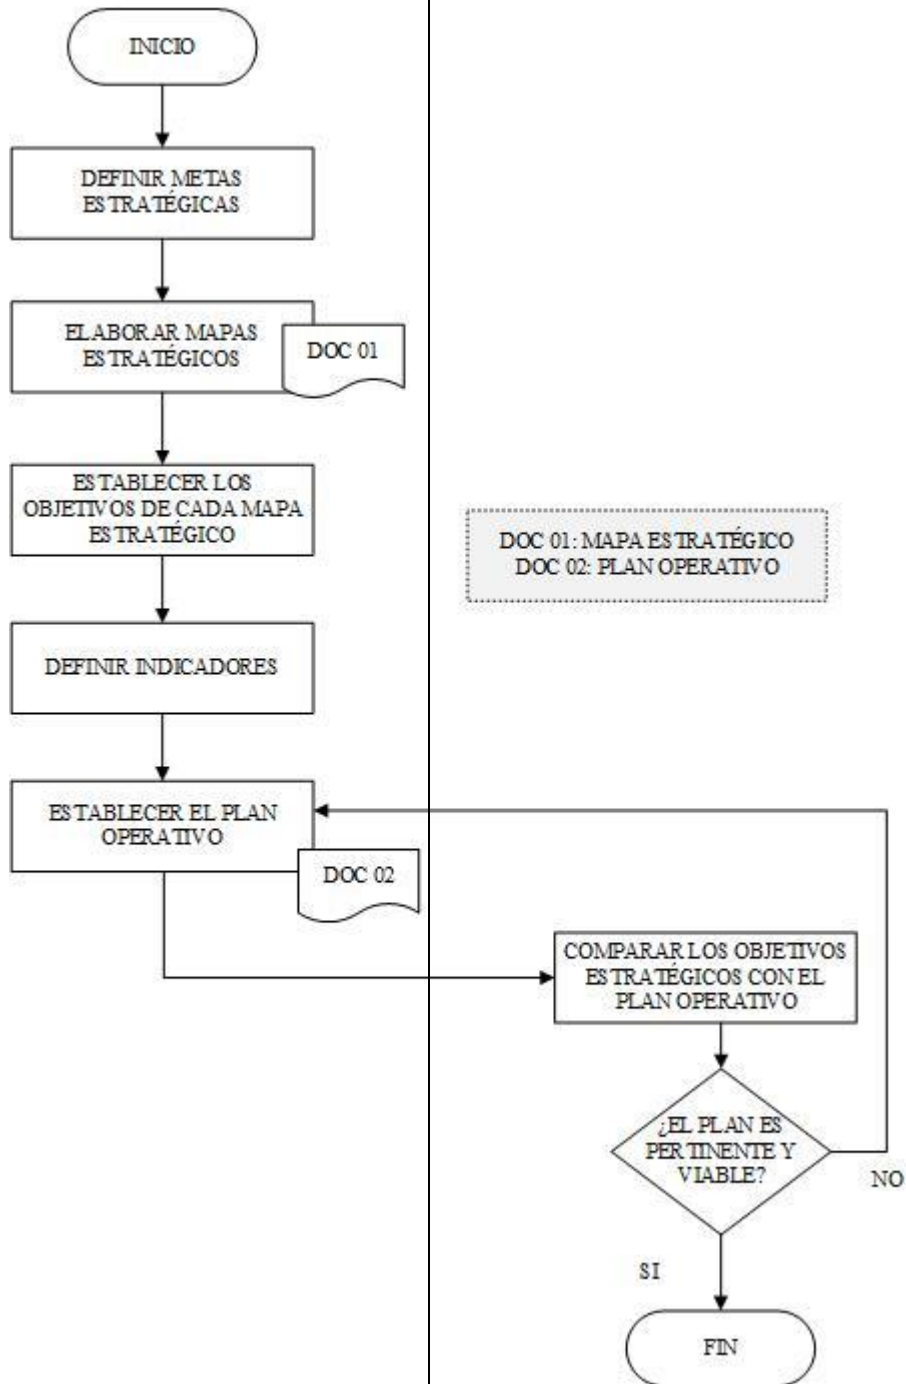 INICIO
DEFINIR METAS
ESTRATÉGICAS
ELABORAR MAPAS
ESTRATÉGICOS
DOC 01
ESTABLECER LOS
OBJETIVOS DE CADA MAPA
ESTRATÉGICO
DOC 01: MAPA ESTRATÉGICO
DOC 02: PLAN OPERATIVO
DEFINIR INDICADORES
ESTABLECER EL PLAN
OPERATIVO
DOC 02
COMPARAR LOS OBJETIVOS
ESTRATÉGICOS CON EL
PLAN OPERATIVO
¿EL PLAN ES
PERTINENTE Y
VIABLE?
NO
SI
FIN